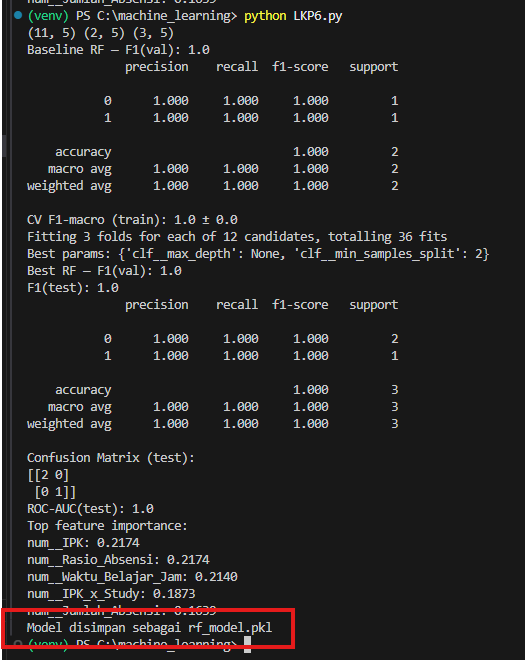 (venv) PS C:\machine_learning> python LKP6.py
(11, 5) (2, 5) (3, 5)
Baseline RF — F1(val): 1.0
precision recall f1-score support
0 1.000 1.000 1.000 1
1 1.000 1.000 1.000 1
accuracy 1.000 2
macro avg 1.000 1.000 1.000 2
weighted avg 1.000 1.000 1.000 2
CV F1-macro (train): 1.0 ± 0.0
Fitting 3 folds for each of 12 candidates, totalling 36 fits
Best params: {'clf__max_depth': None, 'clf__min_samples_split': 2}
Best RF — F1(val): 1.0
F1(test): 1.0
precision recall f1-score support
0 1.000 1.000 1.000 2
1 1.000 1.000 1.000 1
accuracy 1.000 3
macro avg 1.000 1.000 1.000 3
weighted avg 1.000 1.000 1.000 3
Confusion Matrix (test):
[[2 0]
[0 1]]
ROC-AUC(test): 1.0
Top feature importance:
num__IPK: 0.2174
num__Rasio_Absensi: 0.2174
num__Waktu_Belajar_Jam: 0.2140
num__IPK_x_Study: 0.1873
num__Jumlah_Absensi: 0.1639
Model disimpan sebagai rf_model.pkl
(venv) PS C:\machine_learning>